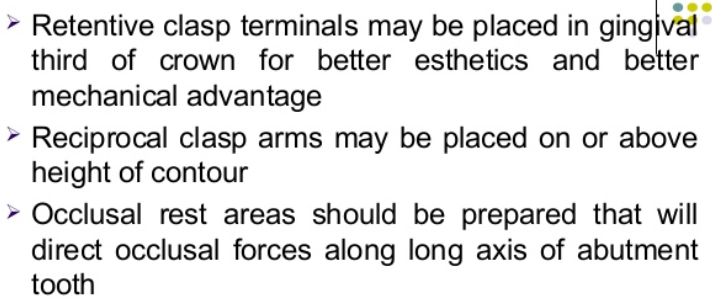 Retentive clasp terminals may be placed in gingival
third of crown for better esthetics and better
mechanical advantage
Reciprocal clasp arms may be placed on or above
height of contour
Occlusal rest areas should be prepared that will
direct occlusal forces along long axis of abutment
tooth